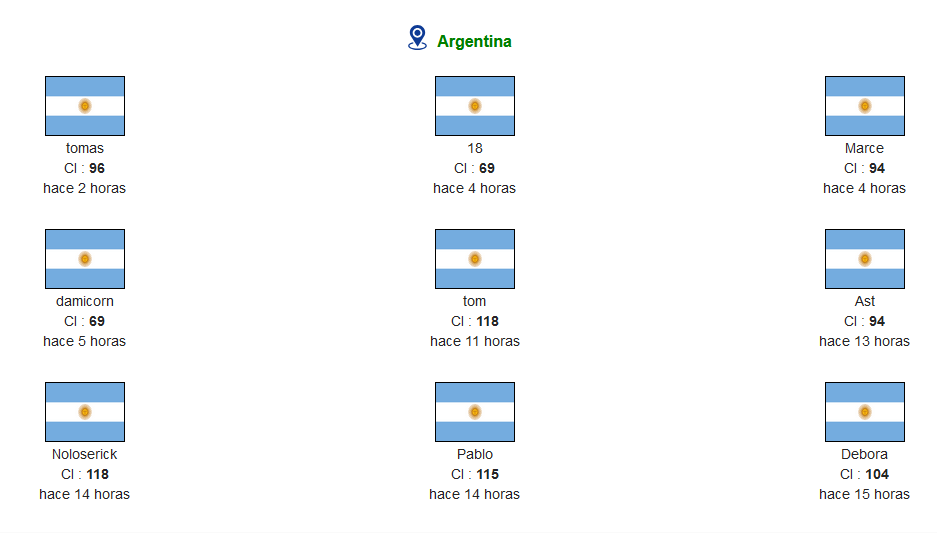 Argentina
tomas
CI : 96
hace 2 horas
18
CI : 69
hace 4 horas
Marce
CI : 94
hace 4 horas
damicorn
CI : 69
hace 5 horas
tom
CI : 118
hace 11 horas
Ast
CI : 94
hace 13 horas
Noloserick
CI : 118
hace 14 horas
Pablo
CI : 115
hace 14 horas
Debora
CI : 104
hace 15 horas